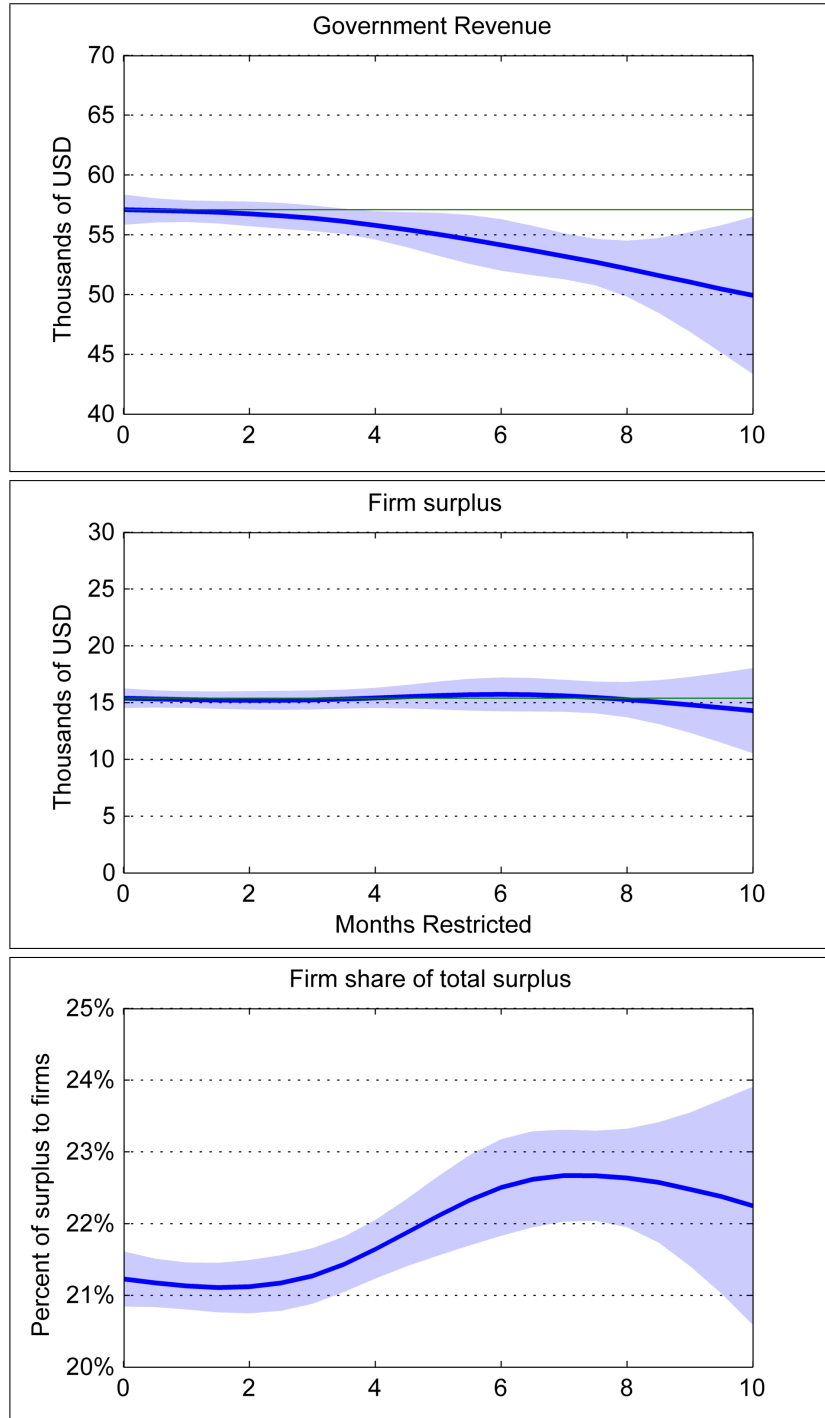 Government Revenue
70
65
60
55
50
45
40
Thousands of USD
0 2 4 6 8 10
Firm surplus
30
25
20
15
10
5
0
Thousands of USD
0 2 4 6 8 10
Months Restricted
Firm share of total surplus
25%
24%
23%
22%
21%
20%
Percent of surplus to firms
0 2 4 6 8 10